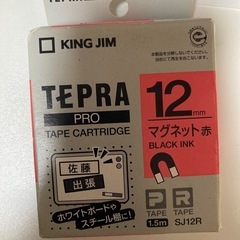 KING JIM
TEPRA
PRO
TAPE CARTRIDGE
12mm
マグネット 赤
BLACK INK
佐藤
出張
ホワイトボードや
スチール棚に!
P
TAPE
1.5m
R
TAPE
SJ12R